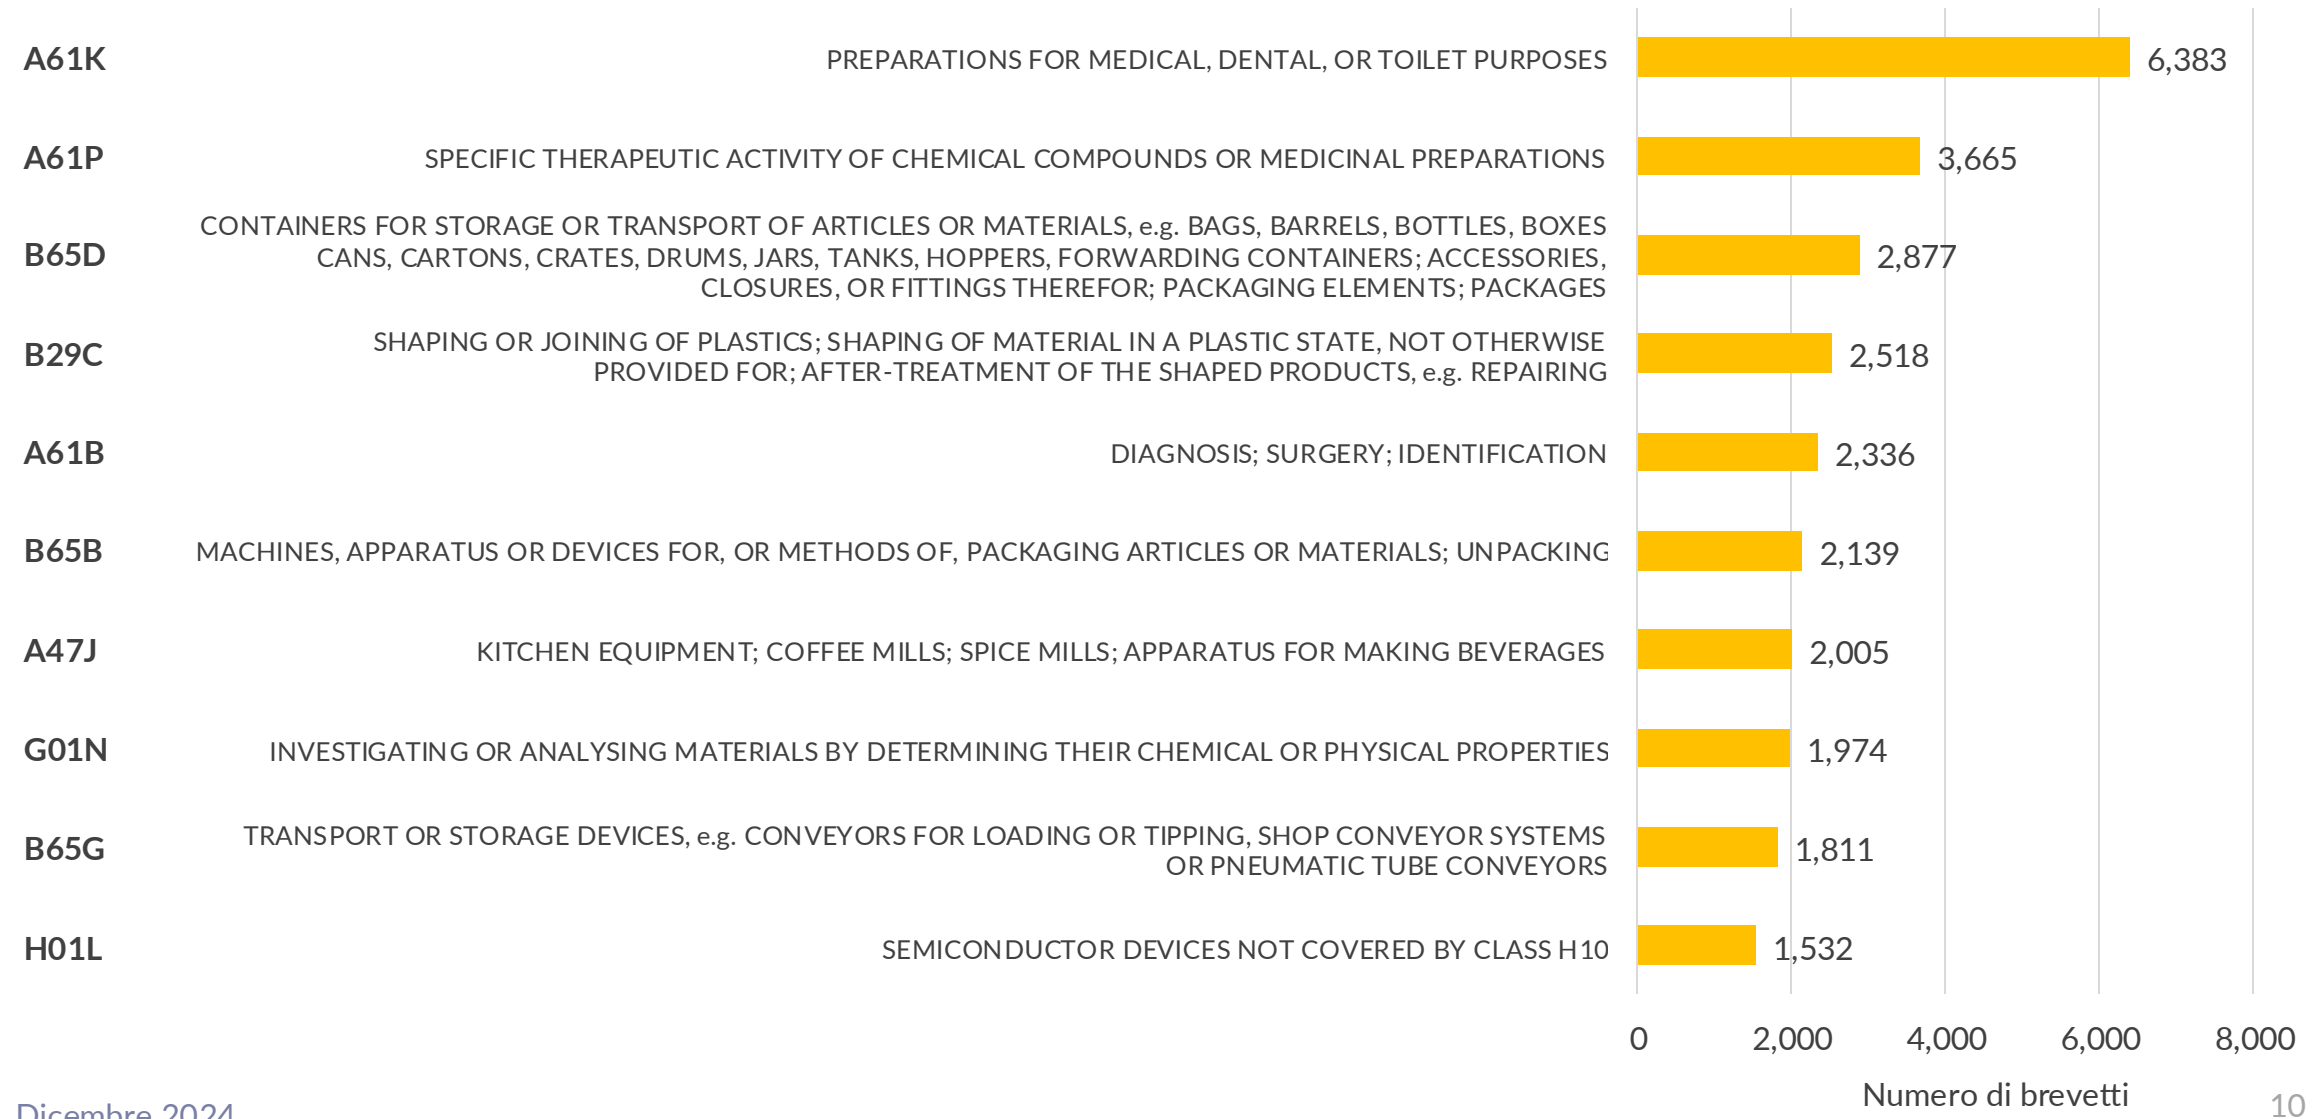 A61K PREPARATIONS FOR MEDICAL, DENTAL, OR TOILET PURPOSES 6,383
A61P SPECIFIC THERAPEUTIC ACTIVITY OF CHEMICAL COMPOUNDS OR MEDICINAL PREPARATIONS 3,665
CONTAINERS FOR STORAGE OR TRANSPORT OF ARTICLES OR MATERIALS, e.g. BAGS, BARRELS, BOTTLES, BOXES
B65D CANS, CARTONS, CRATES, DRUMS, JARS, TANKS, HOPPERS, FORWARDING CONTAINERS; ACCESSORIES, 2,877
CLOSURES, OR FITTINGS THEREFOR; PACKAGING ELEMENTS; PACKAGES
SHAPING OR JOINING OF PLASTICS; SHAPING OF MATERIAL IN A PLASTIC STATE, NOT OTHERWISE
B29C 2,518
PROVIDED FOR; AFTER-TREATMENT OF THE SHAPED PRODUCTS, e.g. REPAIRING
A61B DIAGNOSIS; SURGERY; IDENTIFICATION 2,336
B65B MACHINES, APPARATUS OR DEVICES FOR, OR METHODS OF, PACKAGING ARTICLES OR MATERIALS; UNPACKING 2,139
A47J KITCHEN EQUIPMENT; COFFEE MILLS; SPICE MILLS; APPARATUS FOR MAKING BEVERAGES 2,005
G01N INVESTIGATING OR ANALYSING MATERIALS BY DETERMINING THEIR CHEMICAL OR PHYSICAL PROPERTIES 1,974
TRANSPORT OR STORAGE DEVICES, e.g. CONVEYORS FOR LOADING OR TIPPING, SHOP CONVEYOR SYSTEMS
B65G 1,811
OR PNEUMATIC TUBE CONVEYORS
H01L SEMICONDUCTOR DEVICES NOT COVERED BY CLASS H10 1,532
0 2,000 4,000 6,000 8,000
Numero di brevetti
Dicembre 2024 10